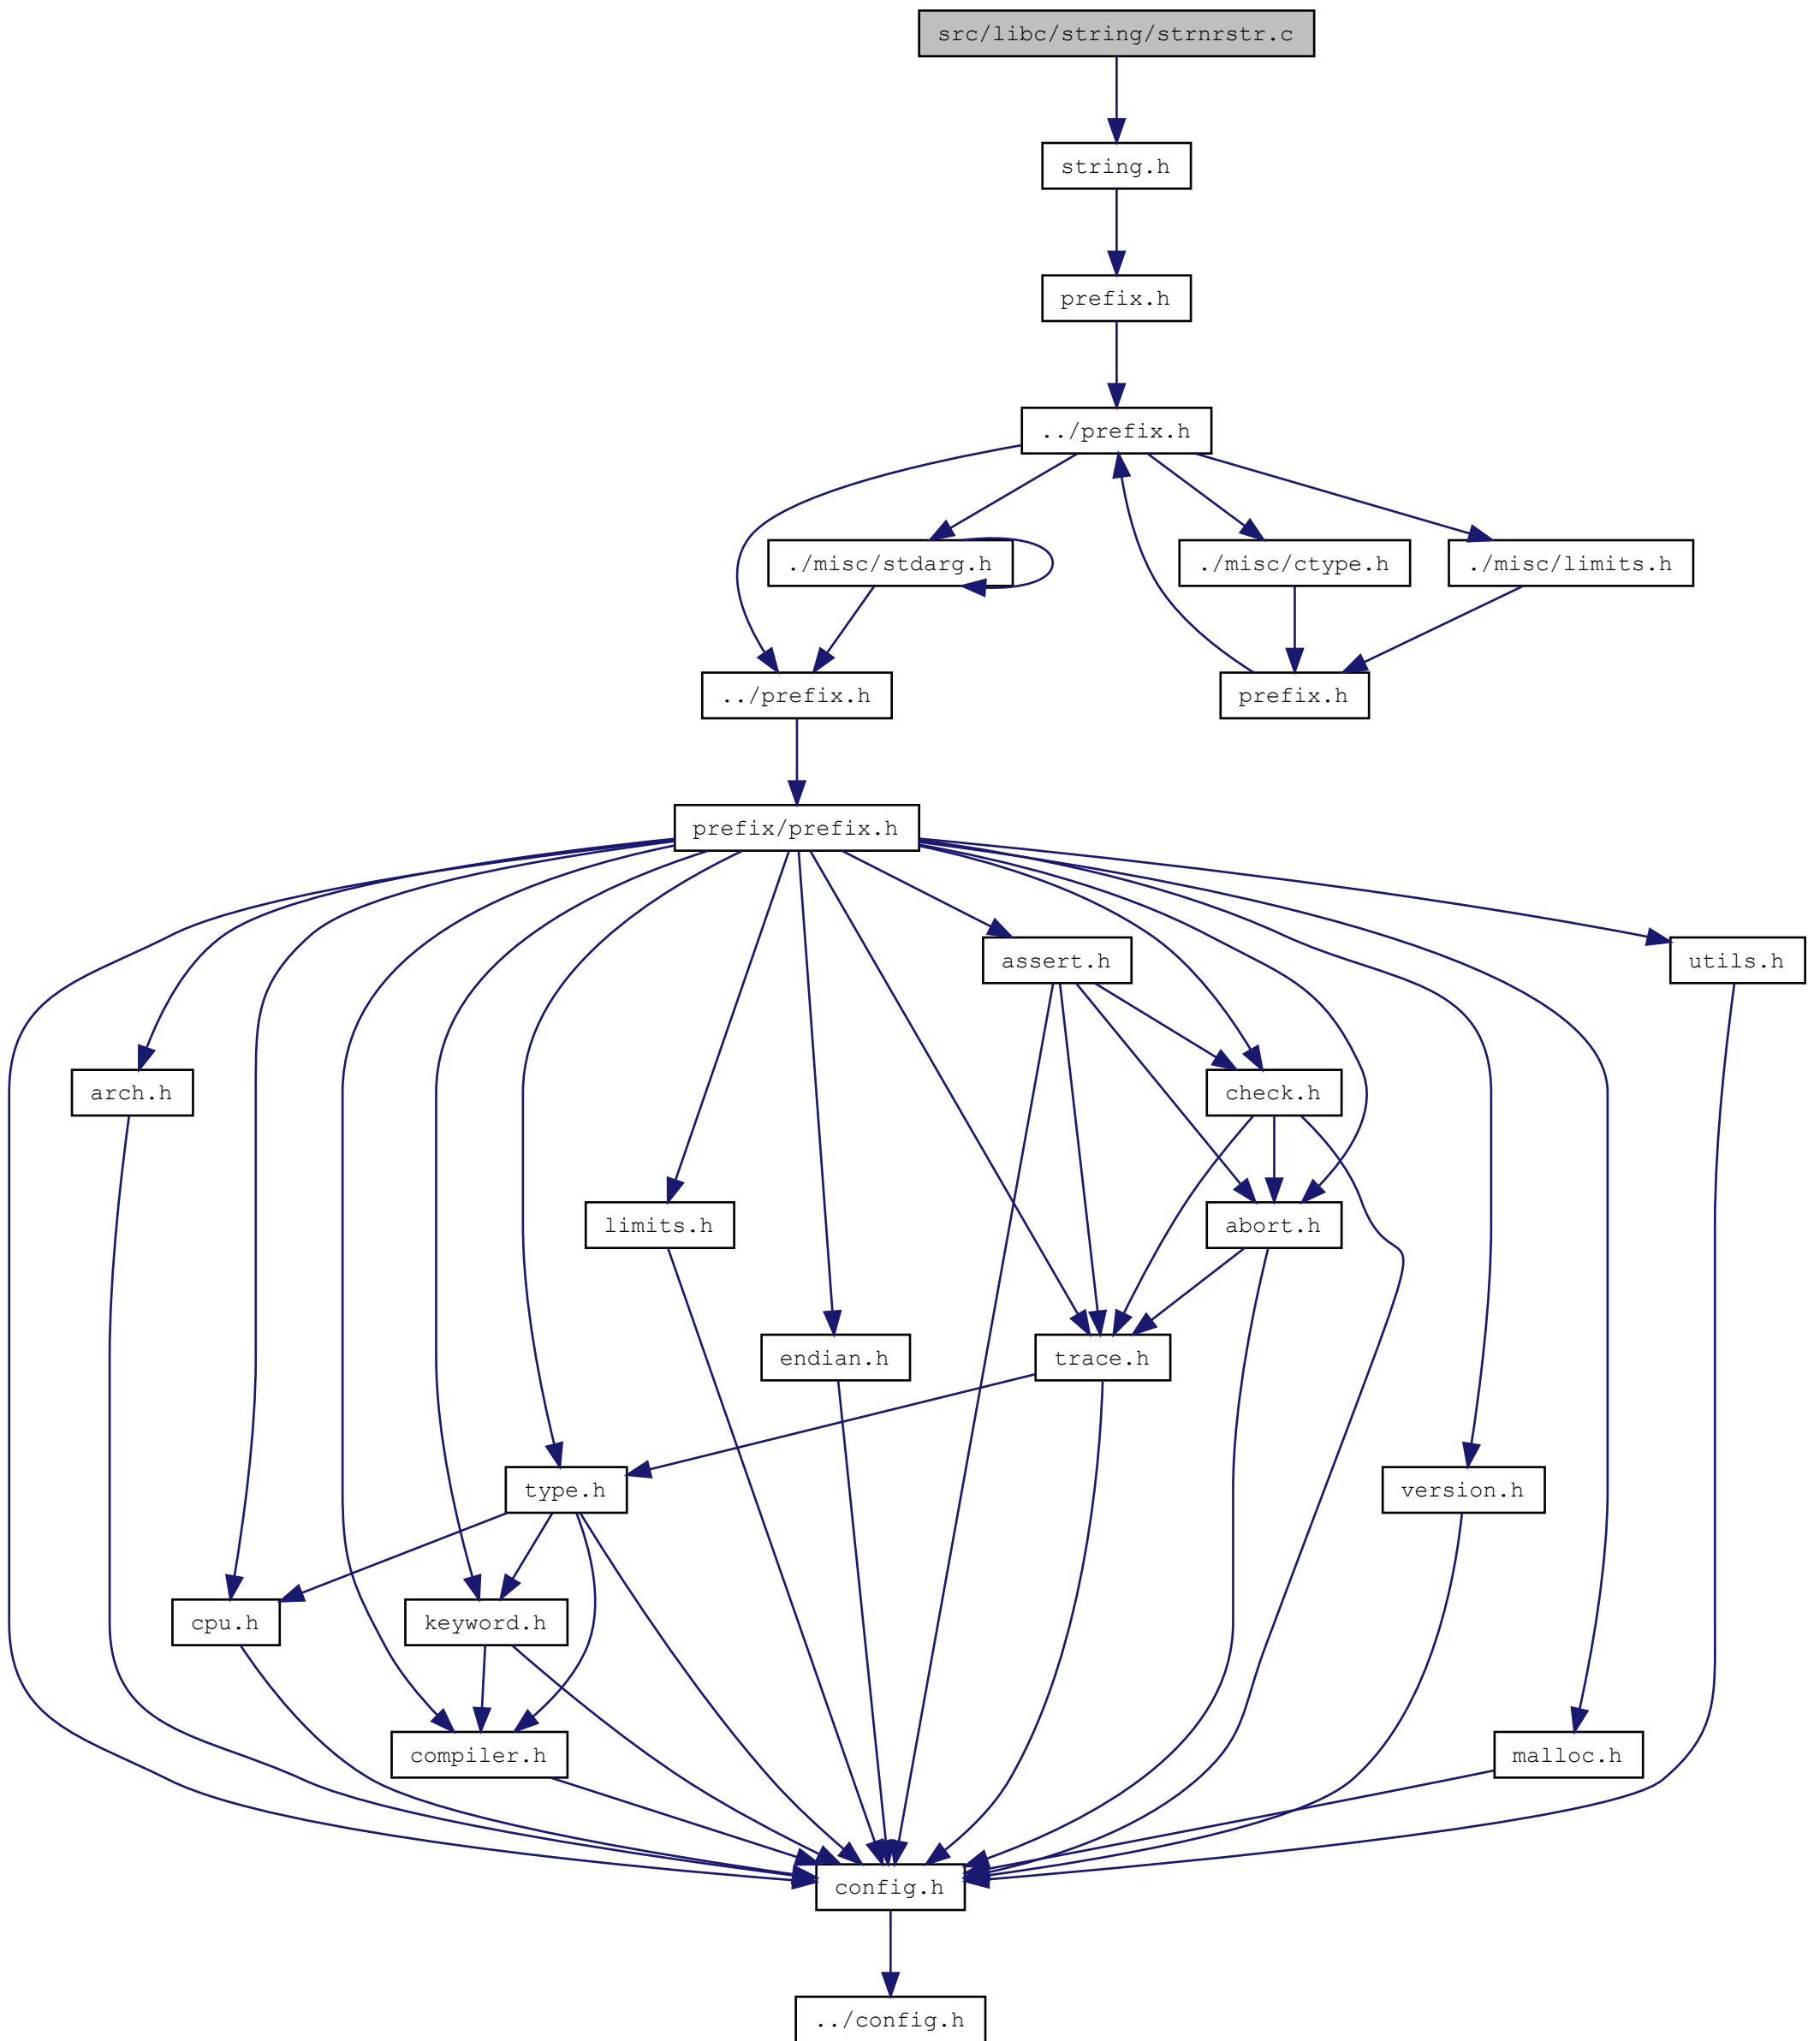 src/libc/string/strnrstr.c
string.h
prefix.h
../prefix.h
./misc/stdarg.h
./misc/ctype.h
./misc/limits.h
../prefix.h
prefix.h
prefix/prefix.h
assert.h
utils.h
arch.h
check.h
limits.h
abort.h
endian.h
trace.h
type.h
version.h
cpu.h
keyword.h
compiler.h
malloc.h
config.h
../config.h